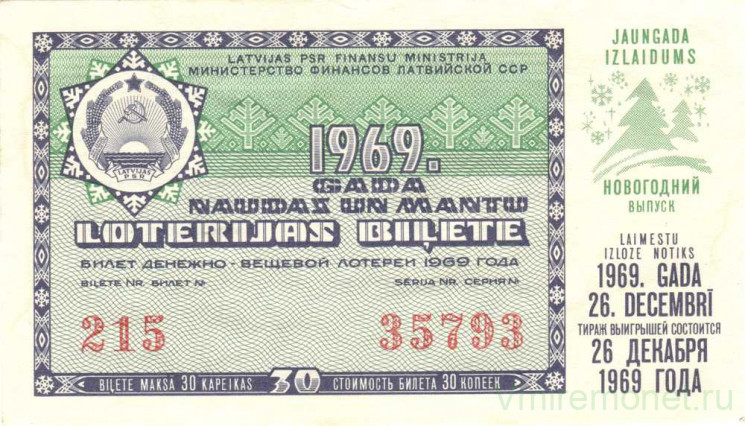 LATVIJAS PSR FINANSU MINISTRIJA
МИНИСТЕРСТВО ФИНАНСОВ ЛАТВИЙСКОЙ ССР
LATVIJAS
PSR
1969.
GADA
NAUDAS UN MANTU
LOTERIJAS BIĻETE
БИЛЕТ ДЕНЕЖНО-ВЕЩЕВОЙ ЛОТЕРЕИ 1969 ГОДА
BIĻETE NR. БИЛЕТ № SĒRIJA NR. СЕРИЯ №
215 35793
BIĻETE MAKSĀ 30 KAPEIKAS 30 СТОИМОСТЬ БИЛЕТА 30 КОПЕЕК
JAUNGADA
IZLAIDUMS
НОВОГОДНИЙ
ВЫПУСК
LAIMESTU
IZLOZE NOTIKS
1969. GADA
26. DECEMBRĪ
ТИРАЖ ВЫИГРЫШЕЙ СОСТОИТСЯ
26 ДЕКАБРЯ
1969 ГОДА
vmiremonet.ru